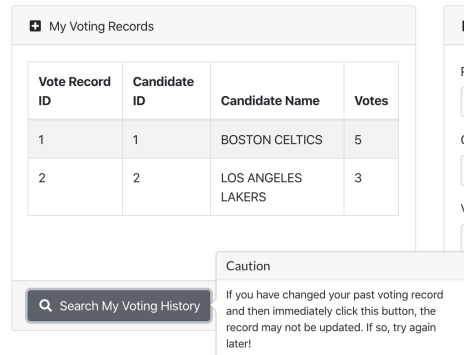 My Voting Records
Vote Record ID Candidate ID Candidate Name Votes
1 1 BOSTON CELTICS 5
2 2 LOS ANGELES LAKERS 3
Search My Voting History
Caution
If you have changed your past voting record
and then immediately click this button, the
record may not be updated. If so, try again
later!